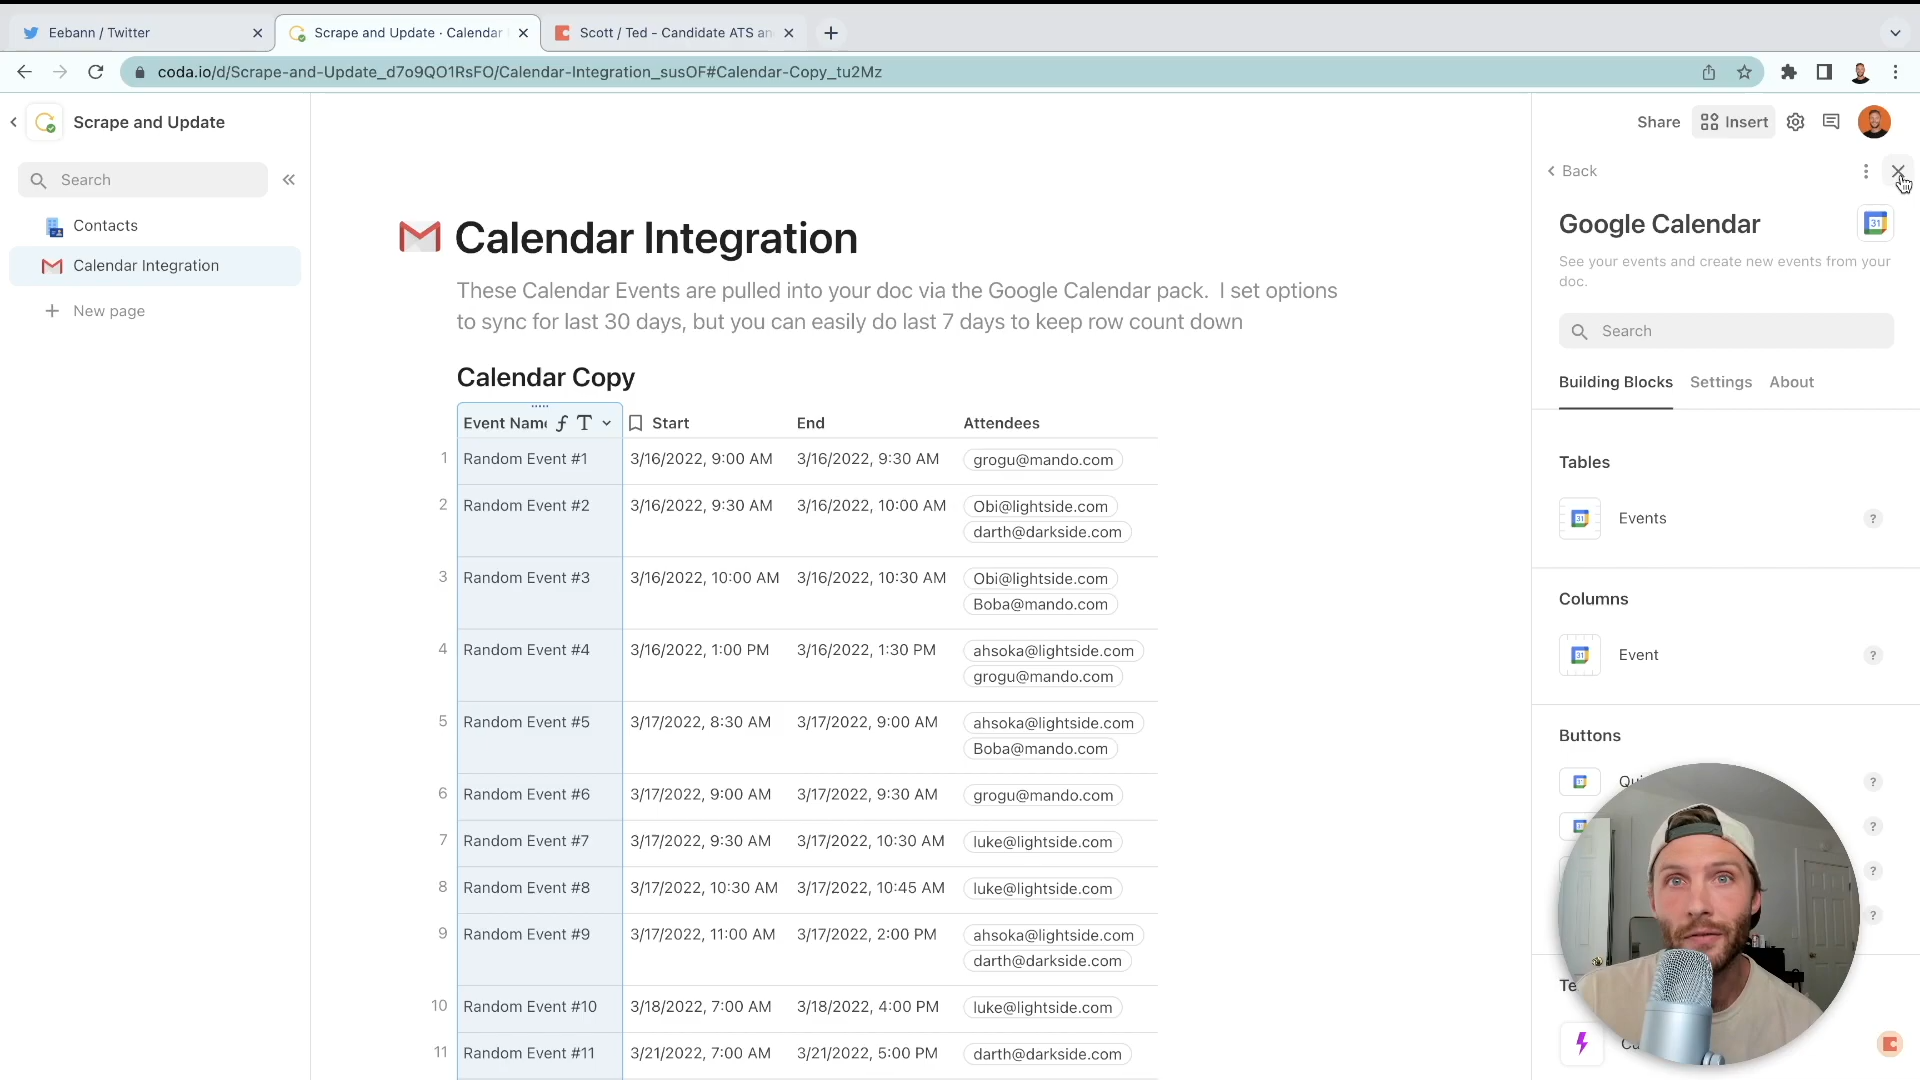 Eebann / Twitter
Scrape and Update · Calendar
Scott / Ted - Candidate ATS an
coda.io/d/Scrape-and-Update_d7o9QO1RsFO/Calendar-Integration_susOF#Calendar-Copy_tu2Mz
Scrape and Update
Share
Insert
Search
Contacts
Calendar Integration
New page
Calendar Integration
These Calendar Events are pulled into your doc via the Google Calendar pack. I set options
to sync for last 30 days, but you can easily do last 7 days to keep row count down
Calendar Copy
Event Name Start End Attendees
1 Random Event #1 3/16/2022, 9:00 AM 3/16/2022, 9:30 AM grogu@mando.com
2 Random Event #2 3/16/2022, 9:30 AM 3/16/2022, 10:00 AM Obi@lightside.com
darth@darkside.com
3 Random Event #3 3/16/2022, 10:00 AM 3/16/2022, 10:30 AM Obi@lightside.com
Boba@mando.com
4 Random Event #4 3/16/2022, 1:00 PM 3/16/2022, 1:30 PM ahsoka@lightside.com
grogu@mando.com
5 Random Event #5 3/17/2022, 8:30 AM 3/17/2022, 9:00 AM ahsoka@lightside.com
Boba@mando.com
6 Random Event #6 3/17/2022, 9:00 AM 3/17/2022, 9:30 AM grogu@mando.com
7 Random Event #7 3/17/2022, 9:30 AM 3/17/2022, 10:30 AM luke@lightside.com
8 Random Event #8 3/17/2022, 10:30 AM 3/17/2022, 10:45 AM luke@lightside.com
9 Random Event #9 3/17/2022, 11:00 AM 3/17/2022, 2:00 PM ahsoka@lightside.com
darth@darkside.com
10 Random Event #10 3/18/2022, 7:00 AM 3/18/2022, 4:00 PM luke@lightside.com
11 Random Event #11 3/21/2022, 7:00 AM 3/21/2022, 5:00 PM darth@darkside.com
Back
Google Calendar
31
See your events and create new events from your
doc.
Search
Building Blocks Settings About
Tables
31 Events ?
Columns
31 Event ?
Buttons
?
?
?
?